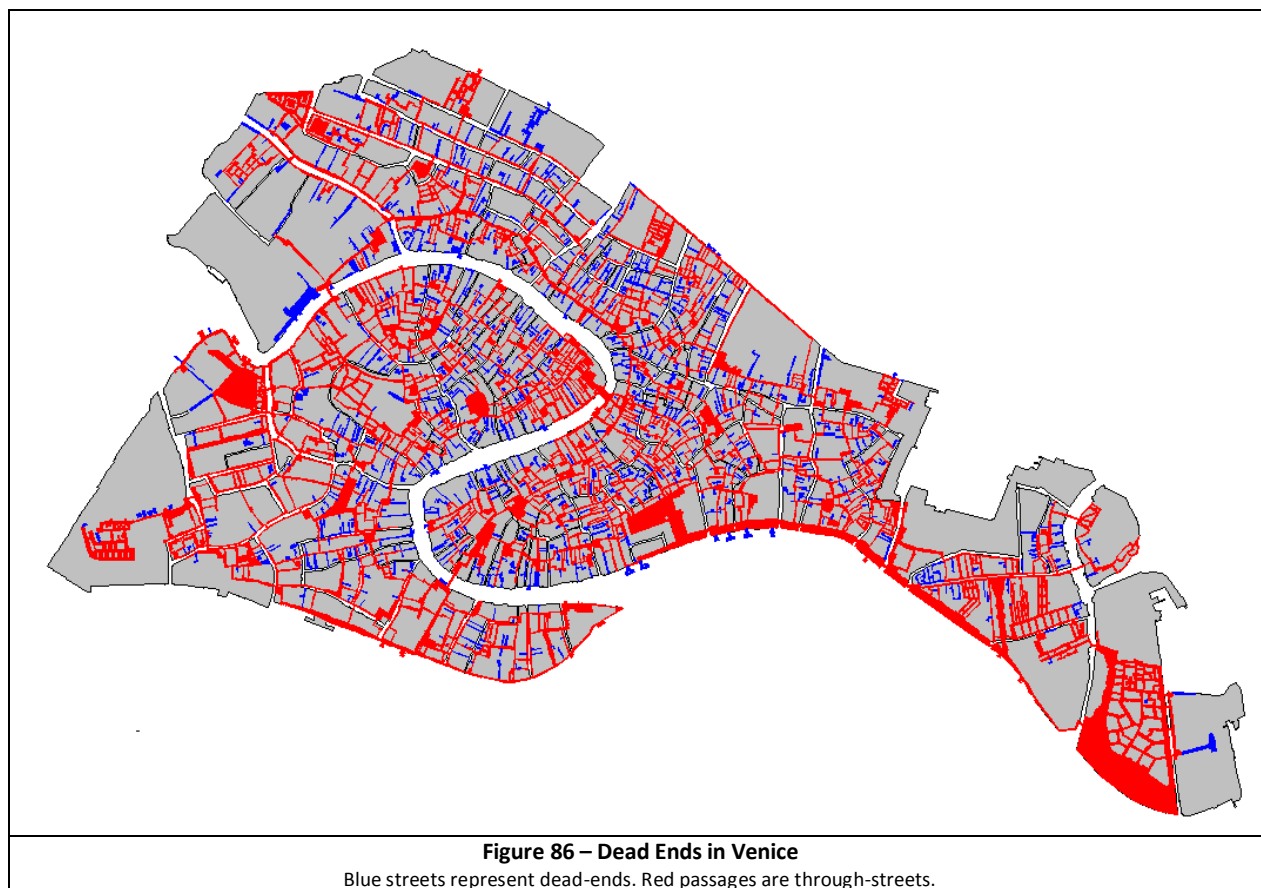 Figure 86 – Dead Ends in Venice
Blue streets represent dead-ends. Red passages are through-streets.